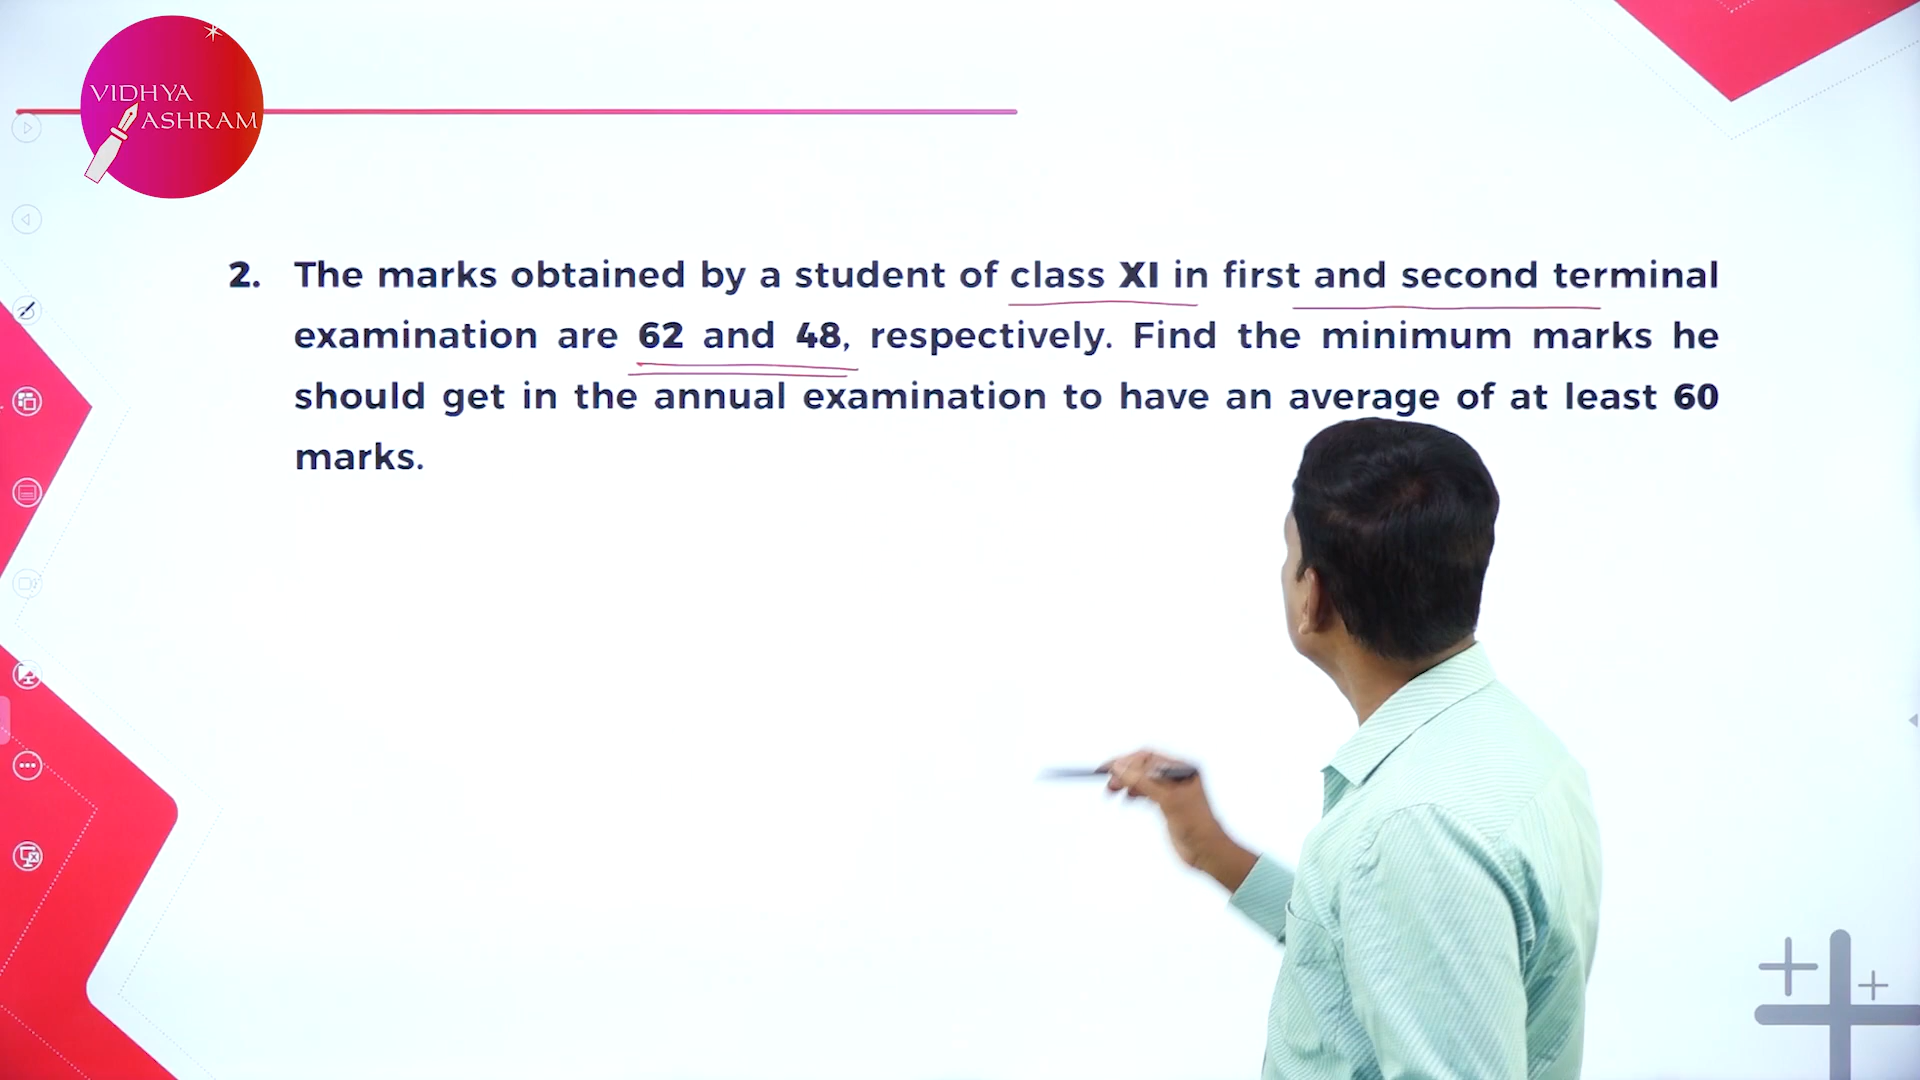 VIDHYA
ASHRAM
2. The marks obtained by a student of class XI in first and second terminal
examination are 62 and 48, respectively. Find the minimum marks he
should get in the annual examination to have an average of at least 60
marks.